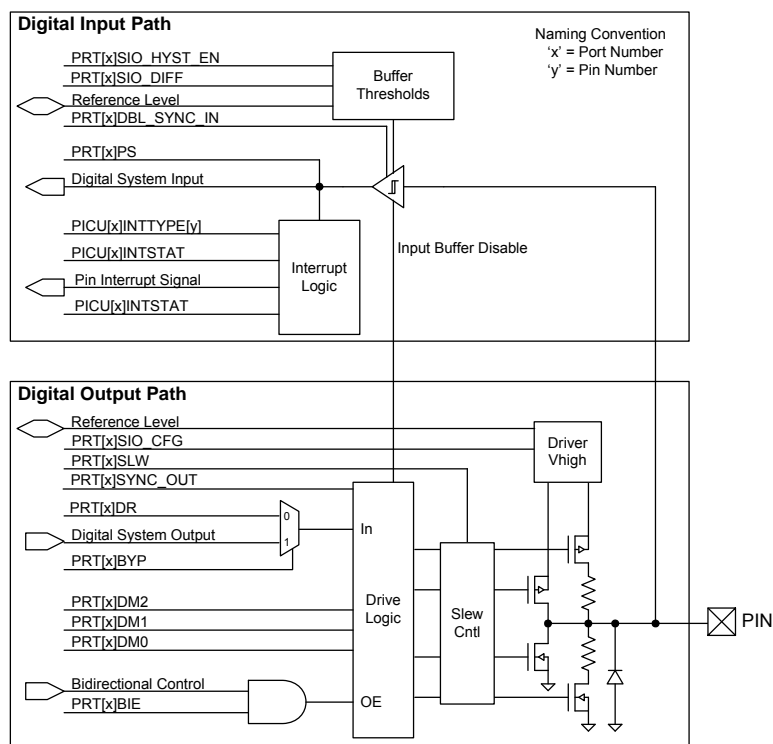 Digital Input Path
Naming Convention
'x' = Port Number
'y' = Pin Number
PRT[x]SIO_HYST_EN
PRT[x]SIO_DIFF
Reference Level
PRT[x]DBL_SYNC_IN
Buffer
Thresholds
PRT[x]PS
Digital System Input
PICU[x]INTTYPE[y]
PICU[x]INTSTAT
Pin Interrupt Signal
PICU[x]INTSTAT
Interrupt
Logic
Input Buffer Disable
Digital Output Path
Reference Level
PRT[x]SIO_CFG
PRT[x]SLW
PRT[x]SYNC_OUT
Driver
Vhigh
PRT[x]DR
Digital System Output
PRT[x]BYP
0
1
In
PRT[x]DM2
PRT[x]DM1
PRT[x]DM0
Drive
Logic
Slew
Cntl
PIN
Bidirectional Control
PRT[x]BIE
OE